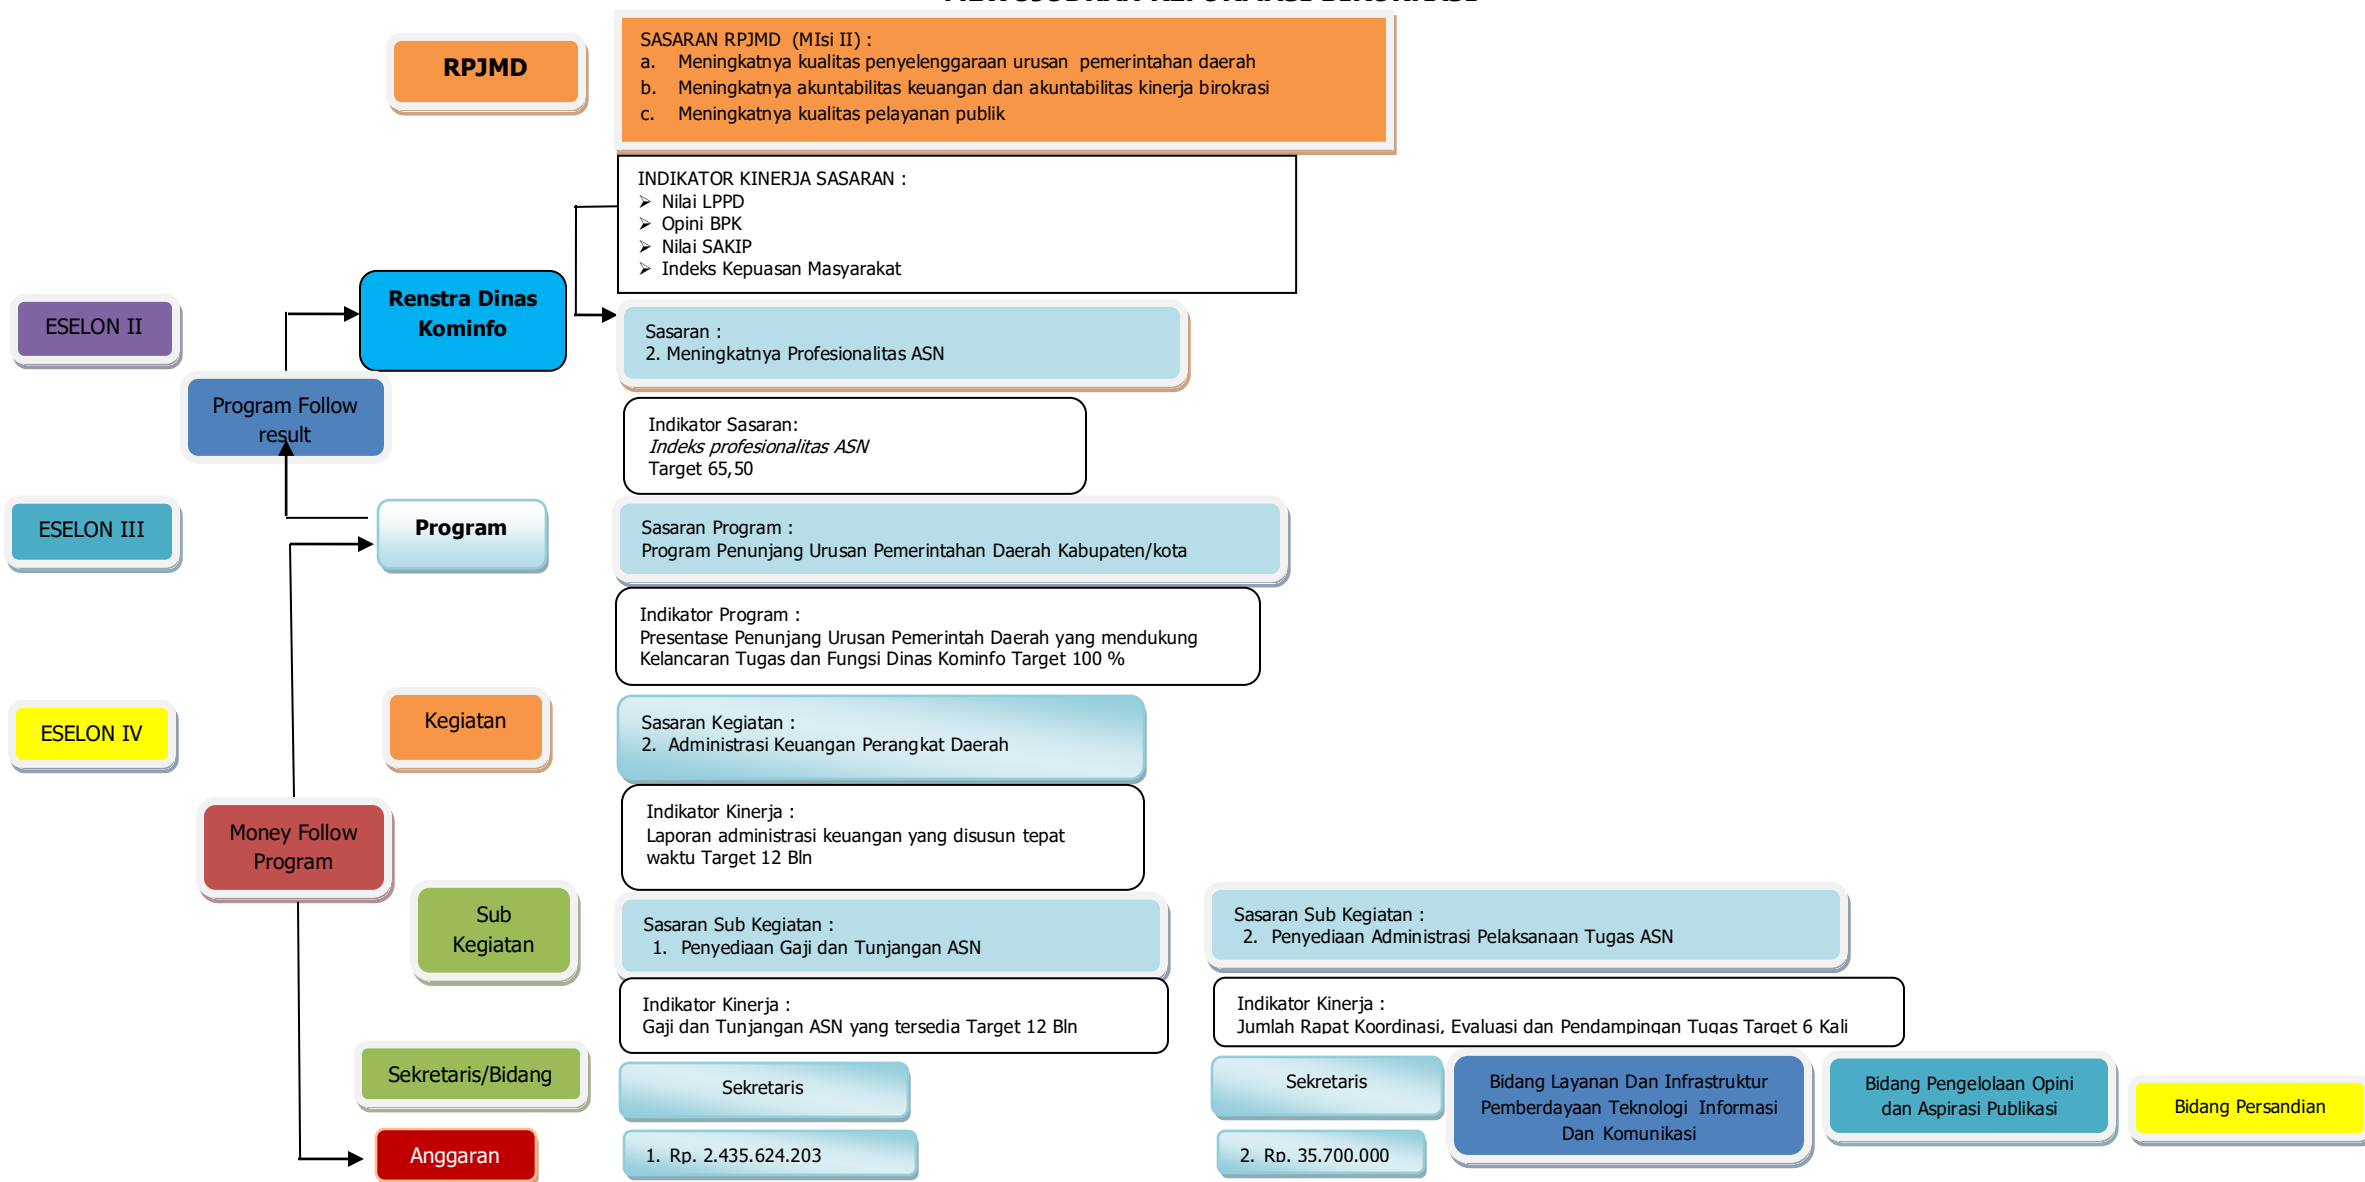 MEWUJUDKAN REFORMASI BIROKRASI
RPJMD
SASARAN RPJMD (MIsi II) :
a. Meningkatnya kualitas penyelenggaraan urusan pemerintahan daerah
b. Meningkatnya akuntabilitas keuangan dan akuntabilitas kinerja birokrasi
c. Meningkatnya kualitas pelayanan publik
INDIKATOR KINERJA SASARAN :
➢ Nilai LPPD
➢ Opini BPK
➢ Nilai SAKIP
➢ Indeks Kepuasan Masyarakat
ESELON II
Renstra Dinas
Kominfo
Sasaran :
2. Meningkatnya Profesionalitas ASN
Program Follow
result
Indikator Sasaran:
Indeks profesionalitas ASN
Target 65,50
ESELON III
Program
Sasaran Program :
Program Penunjang Urusan Pemerintahan Daerah Kabupaten/kota
Indikator Program :
Presentase Penunjang Urusan Pemerintah Daerah yang mendukung
Kelancaran Tugas dan Fungsi Dinas Kominfo Target 100 %
ESELON IV
Kegiatan
Sasaran Kegiatan :
2. Administrasi Keuangan Perangkat Daerah
Money Follow
Program
Indikator Kinerja :
Laporan administrasi keuangan yang disusun tepat
waktu Target 12 Bln
Sub
Kegiatan
Sasaran Sub Kegiatan :
1. Penyediaan Gaji dan Tunjangan ASN
Sasaran Sub Kegiatan :
2. Penyediaan Administrasi Pelaksanaan Tugas ASN
Indikator Kinerja :
Gaji dan Tunjangan ASN yang tersedia Target 12 Bln
Indikator Kinerja :
Jumlah Rapat Koordinasi, Evaluasi dan Pendampingan Tugas Target 6 Kali
Sekretaris/Bidang
Sekretaris
Sekretaris
Bidang Layanan Dan Infrastruktur
Pemberdayaan Teknologi Informasi
Dan Komunikasi
Bidang Pengelolaan Opini
dan Aspirasi Publikasi
Bidang Persandian
Anggaran
1. Rp. 2.435.624.203
2. Rp. 35.700.000